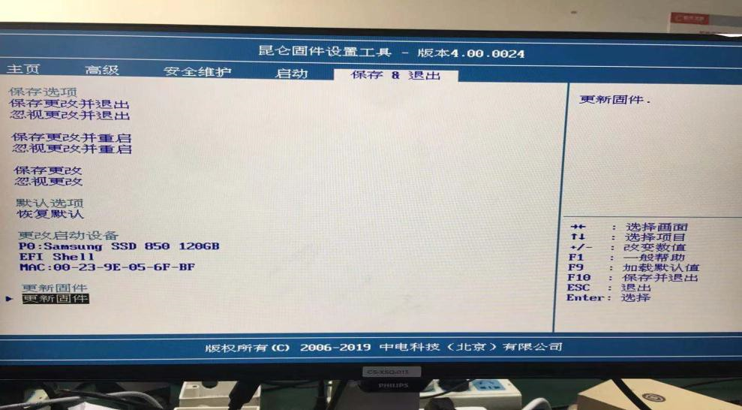 昆仑固件设置工具 - 版本4.00.0024
主页 高级 安全维护 启动 保存 & 退出
保存选项
保存更改并退出
忽视更改并退出
保存更改并重启
忽视更改并重启
保存更改
忽视更改
默认选项
恢复默认
更改启动设备
P0:Samsung SSD 850 120GB
EFI Shell
MAC:00-23-9E-05-6F-BF
更新固件
更新固件
更新固件.
→← : 选择画面
↑↓ : 选择项目
+/- : 改变数值
F1 : 一般帮助
F9 : 加载默认值
F10 : 保存并退出
ESC : 退出
Enter: 选择
版权所有(C) 2006-2019 中电科技（北京）有限公司
PHILIPS